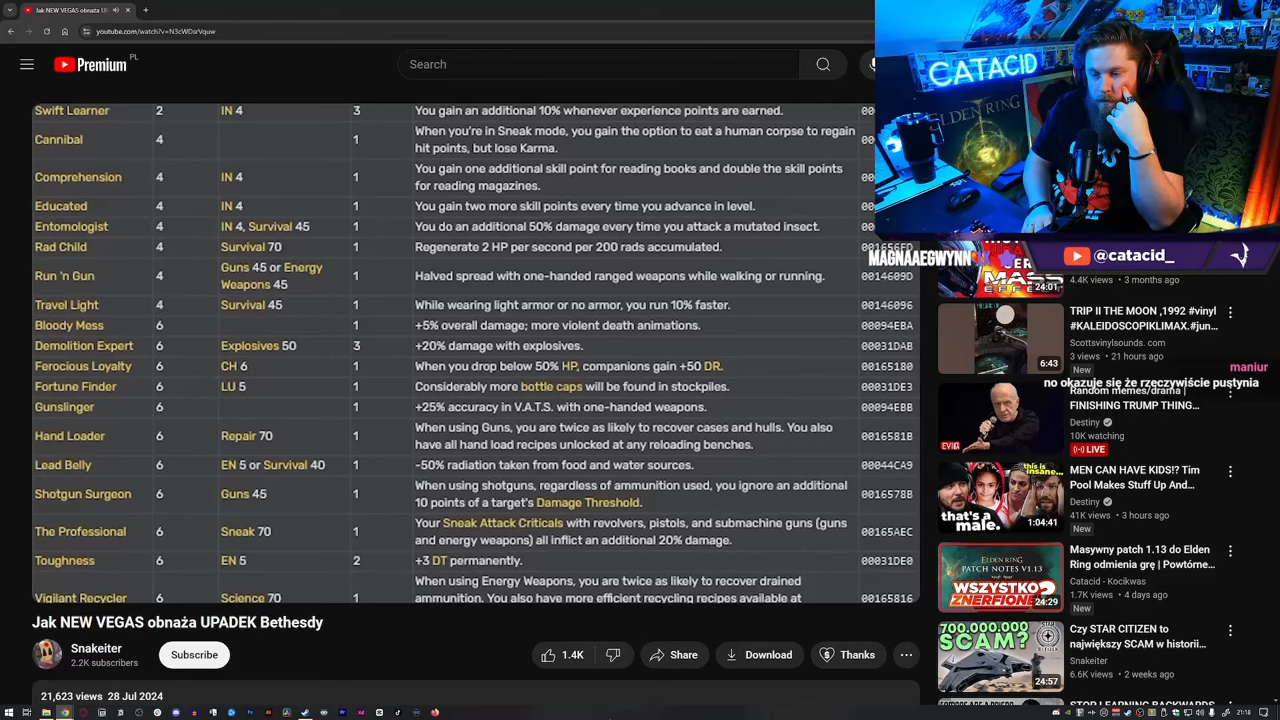 Jak NEW VEGAS obnaża UP
youtube.com/watch?v=N3cWDsrVquw
Premium PL
Search
Swift Learner 2 IN 4 3 You gain an additional 10% whenever experience points are earned.
Cannibal 4 1 When you're in Sneak mode, you gain the option to eat a human corpse to regain
hit points, but lose Karma.
Comprehension 4 IN 4 1 You gain one additional skill point for reading books and double the skill points
for reading magazines.
Educated 4 IN 4 1 You gain two more skill points every time you advance in level.
Entomologist 4 IN 4, Survival 45 1 You do an additional 50% damage every time you attack a mutated insect.
Rad Child 4 Survival 70 1 Regenerate 2 HP per second per 200 rads accumulated.
Run 'n Gun 4 Guns 45 or Energy
Weapons 45 1 Halved spread with one-handed ranged weapons while walking or running. 0014609D
Travel Light 4 Survival 45 1 While wearing light armor or no armor, you run 10% faster. 00146096
Bloody Mess 6 1 +5% overall damage; more violent death animations. 00094EBA
Demolition Expert 6 Explosives 50 3 +20% damage with explosives. 00031DAB
Ferocious Loyalty 6 CH 6 1 When you drop below 50% HP, companions gain +50 DR. 00165180
Fortune Finder 6 LU 5 1 Considerably more bottle caps will be found in stockpiles. 00031DE3
Gunslinger 6 1 +25% accuracy in V.A.T.S. with one-handed weapons. 00094EBB
Hand Loader 6 Repair 70 1 When using Guns, you are twice as likely to recover cases and hulls. You also
have all hand load recipes unlocked at any reloading benches. 0016581B
Lead Belly 6 EN 5 or Survival 40 1 -50% radiation taken from food and water sources. 00044CA9
Shotgun Surgeon 6 Guns 45 1 When using shotguns, regardless of ammunition used, you ignore an additional
10 points of a target's Damage Threshold. 0016578B
The Professional 6 Sneak 70 1 Your Sneak Attack Criticals with revolvers, pistols, and submachine guns (guns
and energy weapons) all inflict an additional 20% damage. 00165AEC
Toughness 6 EN 5 2 +3 DT permanently. 00031DE0
When using Energy Weapons, you are twice as likely to recover drained
Vigilant Recycler 6 Science 70 1 ammunition. You also have more efficient recycling recipes available at 00165816
Jak NEW VEGAS obnaża UPADEK Bethesdy
Snakeiter
2.2K subscribers
Subscribe
1.4K
Share
Download
Thanks
21,623 views 28 Jul 2024
CATACID
ELDEN RING
MAGNAAEGWYNN
@catacid_
MASS
24:01
4.4K views • 3 months ago
TRIP II THE MOON ,1992 #vinyl
#KALEIDOSCOPIKLIMAX.#jun...
Scottsvinylsounds. com
3 views • 21 hours ago
New
6:43
maniur
no okazuje się że rzeczywiście pustynia
Random memes/drama |
FINISHING TRUMP THING...
Destiny
10K watching
LIVE
MEN CAN HAVE KIDS!? Tim
Pool Makes Stuff Up And...
Destiny
41K views • 3 hours ago
New
this is insane...
that's a male.
1:04:41
Masywny patch 1.13 do Elden
Ring odmienia grę | Powtórne...
Catacid - Kocikwas
1.7K views • 4 days ago
New
ELDEN RING
PATCH NOTES V1.13
WSZYSTKO
ZNERFIONE?
24:29
Czy STAR CITIZEN to
największy SCAM w historii...
Snakeiter
6.6K views • 2 weeks ago
700.000.000
SCAM?
24:57
STOP LEARNING BACKWARDS
21:18